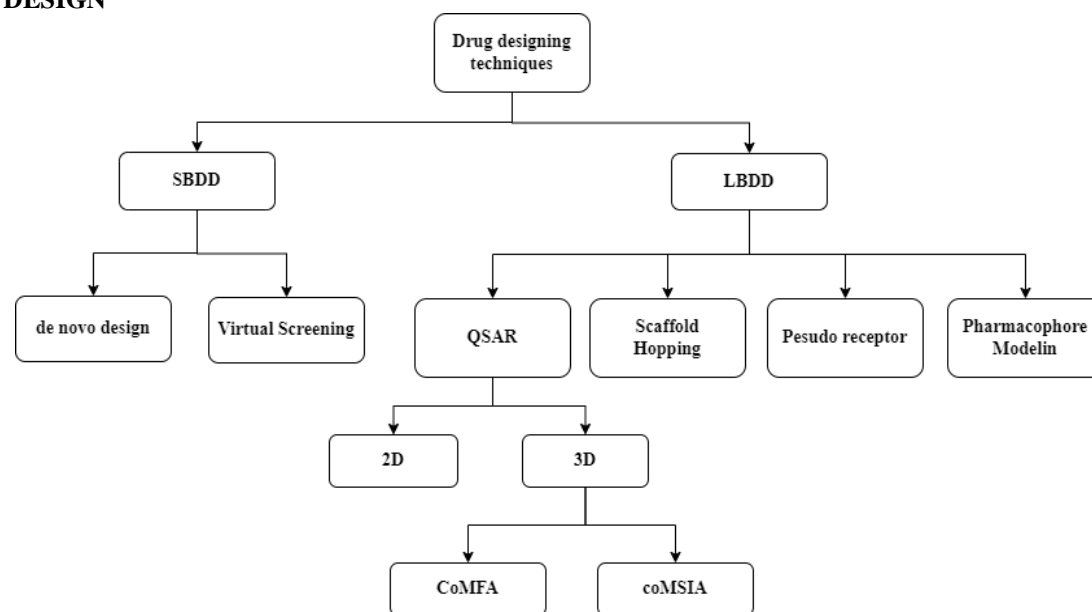 DESIGN
Drug designing
techniques
SBDD
LBDD
de novo design
Virtual Screening
QSAR
Scaffold
Hopping
Pesudo receptor
Pharmacophore
Modelin
2D
3D
CoMFA
coMSIA